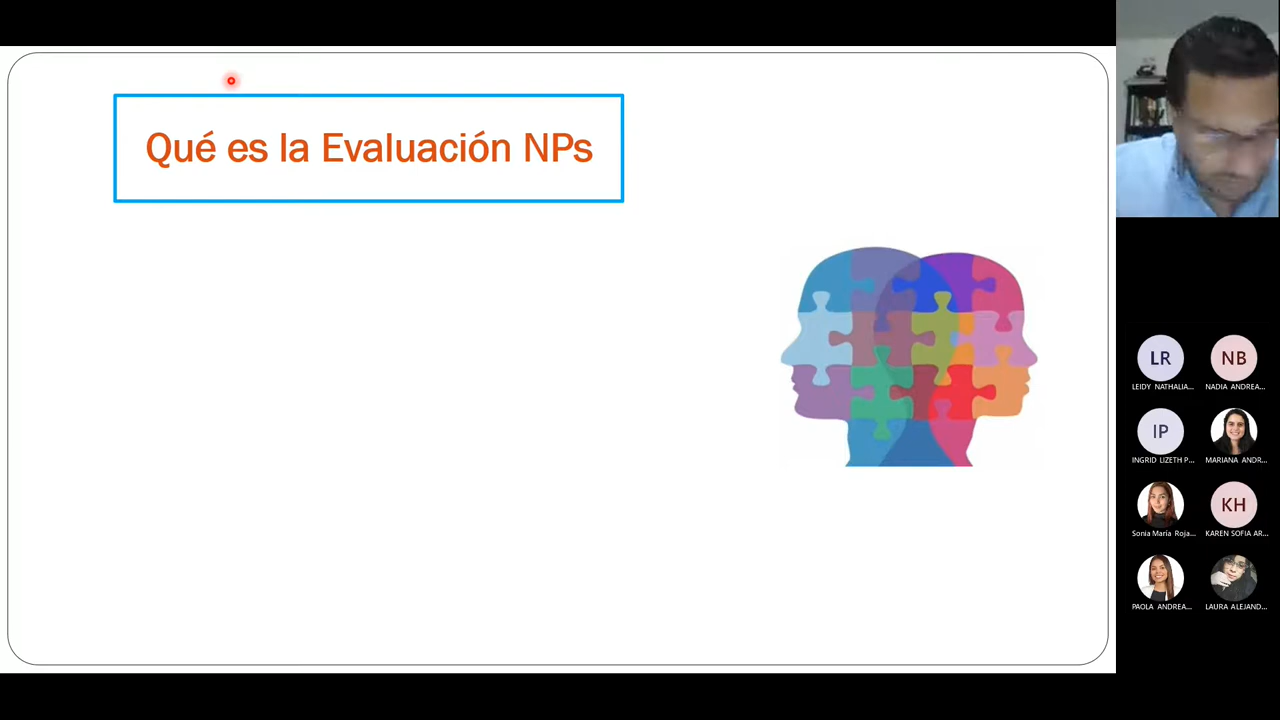 Qué es la Evaluación NPs
LR
NB
LEIDY NATHALIA...
NADIA ANDREA...
IP
INGRID LIZETH P...
MARIANA ANDR...
KH
Sonia María Roja...
KAREN SOFIA AR...
PAOLA ANDREA...
LAURA ALEJAND...